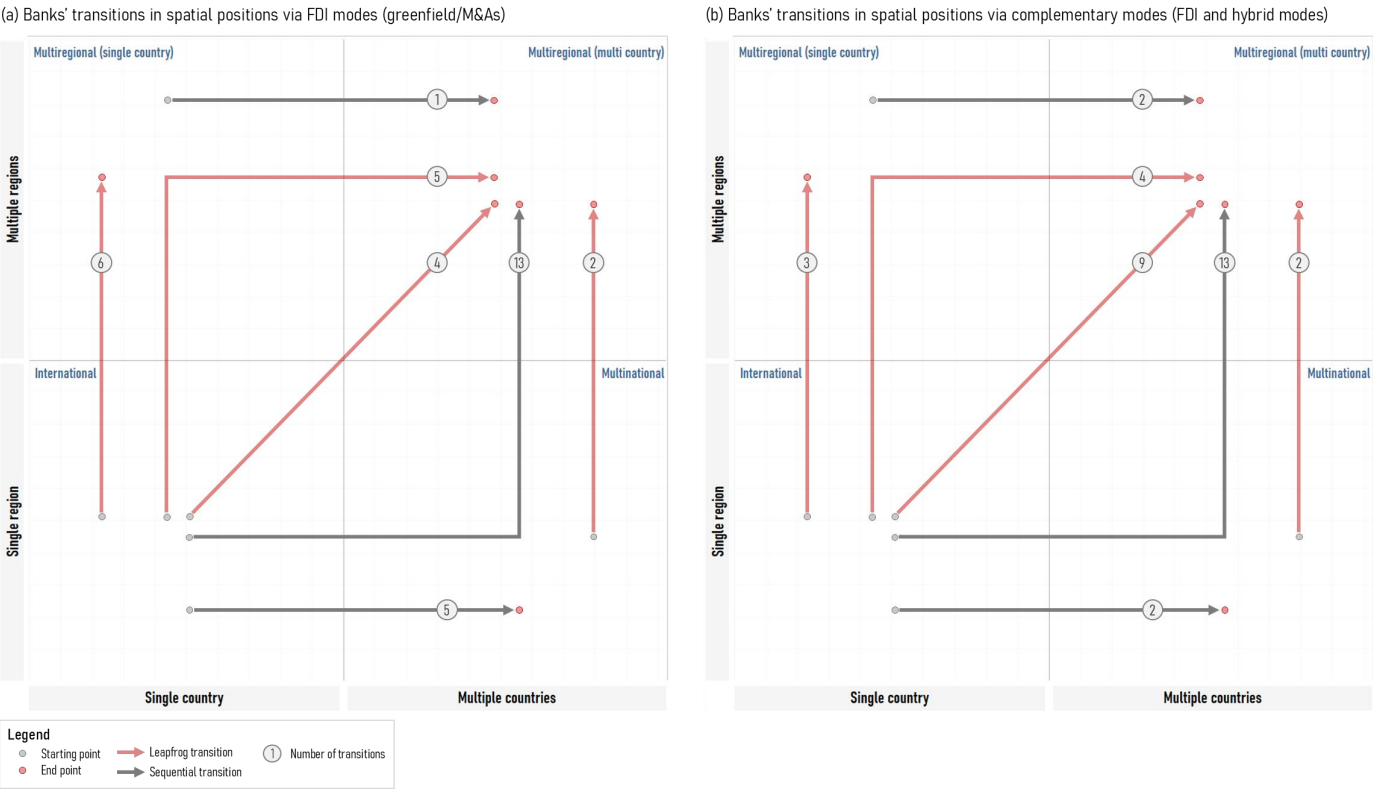 (a) Banks' transitions in spatial positions via FDI modes (greenfield/M&As)
Multiregional (single country)
Multiregional (multi country)
Multiple regions
Single region
1
5
6
4
13
2
International
Multinational
5
Single country
Multiple countries
(b) Banks' transitions in spatial positions via complementary modes (FDI and hybrid modes)
Multiregional (single country)
Multiregional (multi country)
Multiple regions
Single region
2
4
3
9
13
2
International
Multinational
2
Single country
Multiple countries
Legend
Starting point
Leapfrog transition
1 Number of transitions
End point
Sequential transition